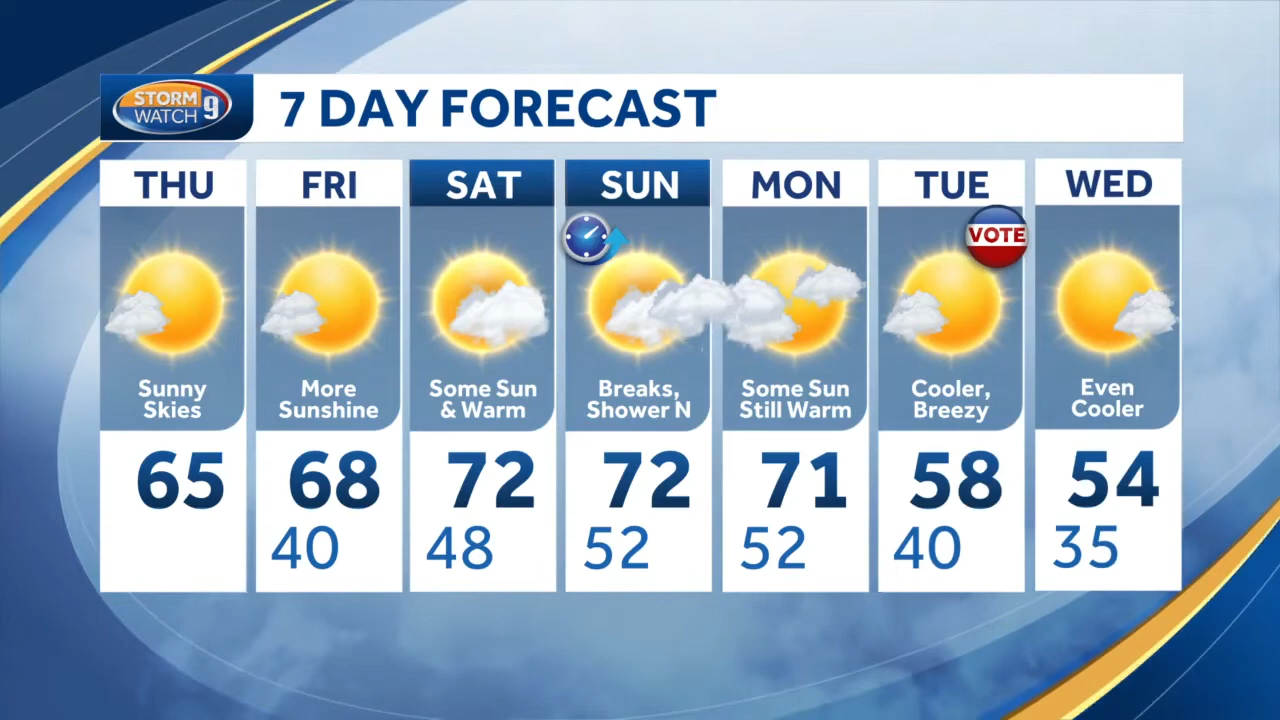 STORM
WATCH 9
7 DAY FORECAST
THU
FRI
SAT
SUN
MON
TUE
WED
VOTE
Sunny
Skies
More
Sunshine
Some Sun
& Warm
Breaks,
Shower N
Some Sun
Still Warm
Cooler,
Breezy
Even
Cooler
65
68
72
72
71
58
54
40
48
52
52
40
35